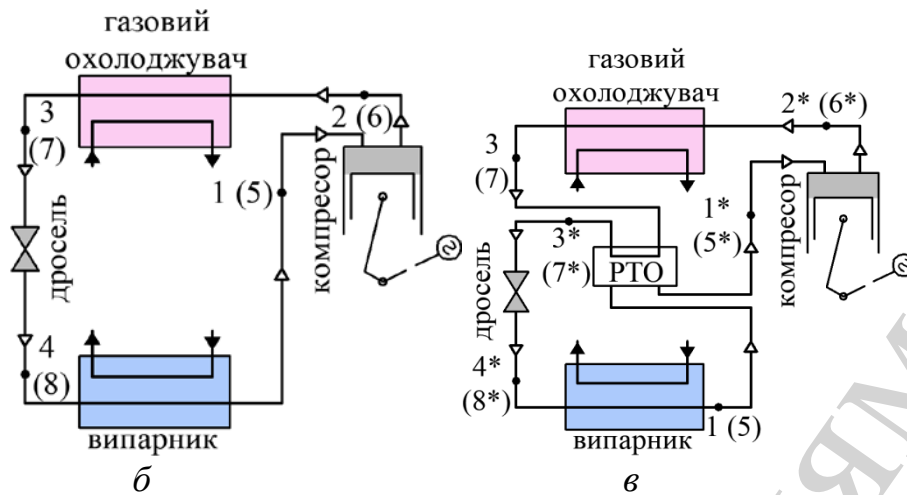 газовий
охолоджувач
3
(7)
2 (6)
1 (5)
компресор
дросель
4
(8)
випарник
б
газовий
охолоджувач
2* (6*)
3
(7)
1*
(5*)
компресор
3*
(7*)
РТО
дросель
4*
(8*)
1 (5)
випарник
в